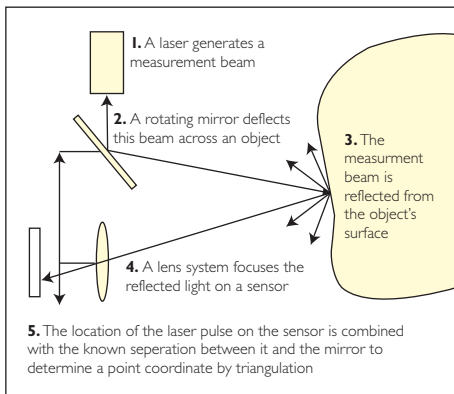 1. A laser generates a
measurement beam
2. A rotating mirror deflects
this beam across an object
3. The
measurment
beam is
reflected from
the object's
surface
4. A lens system focuses the
reflected light on a sensor
5. The location of the laser pulse on the sensor is combined
with the known seperation between it and the mirror to
determine a point coordinate by triangulation